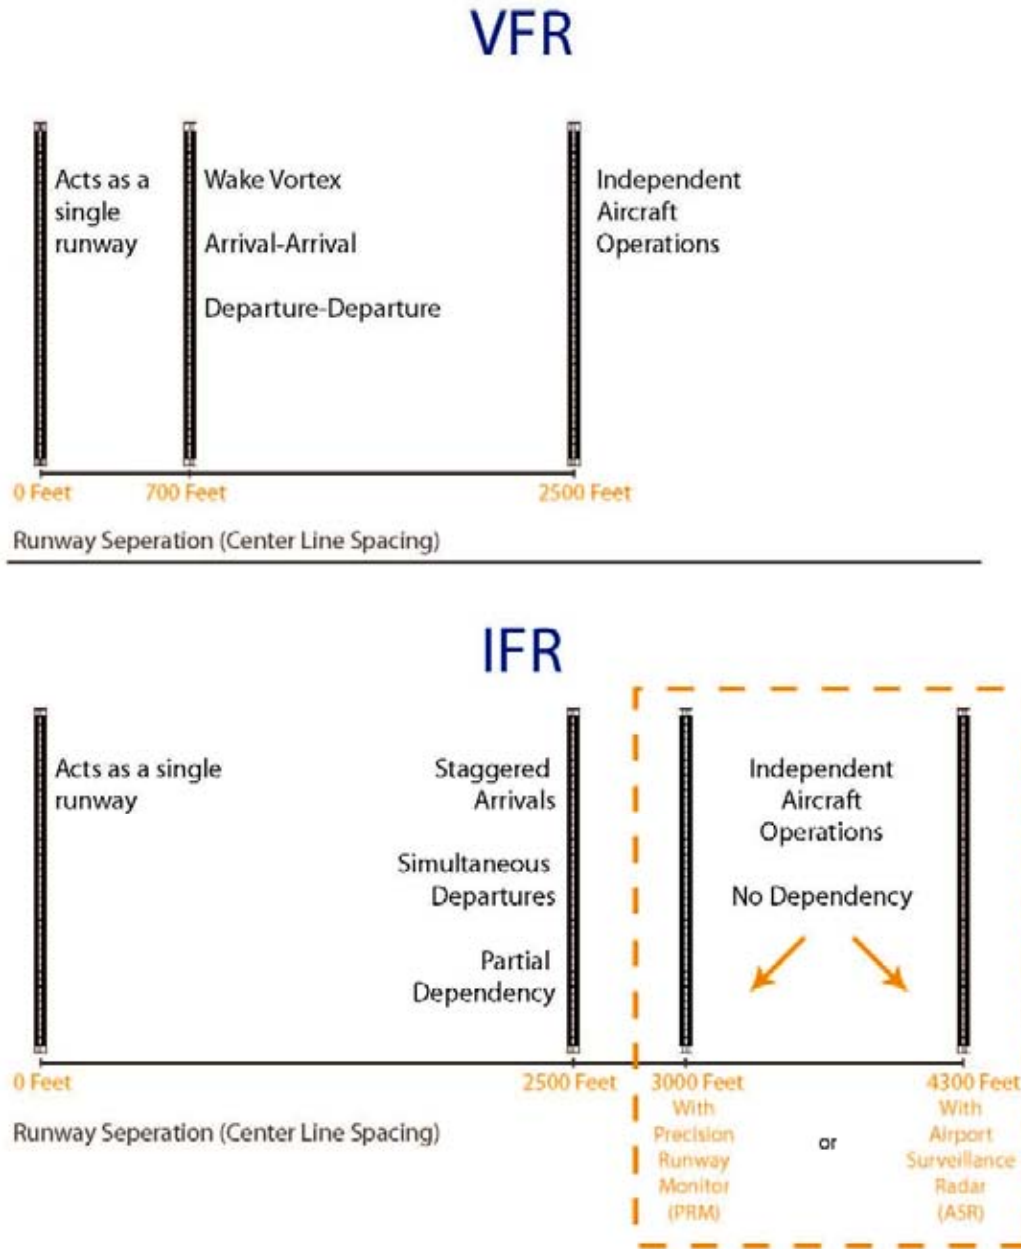 VFR
Acts as a
single
runway
Wake Vortex
Arrival-Arrival
Departure-Departure
Independent
Aircraft
Operations
0 Feet
700 Feet
2500 Feet
Runway Seperation (Center Line Spacing)
IFR
Acts as a single
runway
Staggered
Arrivals
Simultaneous
Departures
Partial
Dependency
Independent
Aircraft
Operations
No Dependency
0 Feet
2500 Feet
3000 Feet
With
Precision
Runway
Monitor
(PRM)
or
4300 Feet
With
Airport
Surveillance
Radar
(ASR)
Runway Seperation (Center Line Spacing)